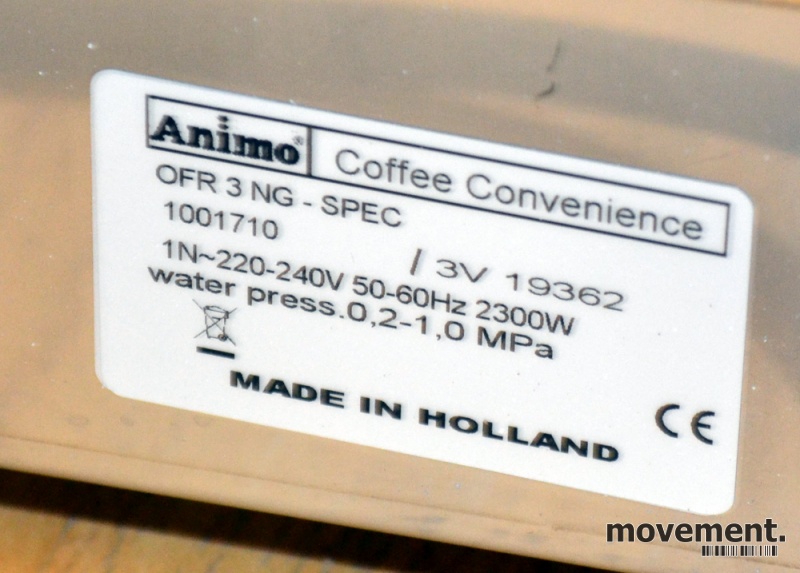 Animo® Coffee Convenience
OFR 3 NG - SPEC
1001710 / 3V 19362
1N~220-240V 50-60Hz 2300W
water press.0,2-1,0 MPa
MADE IN HOLLAND
CE
movement.